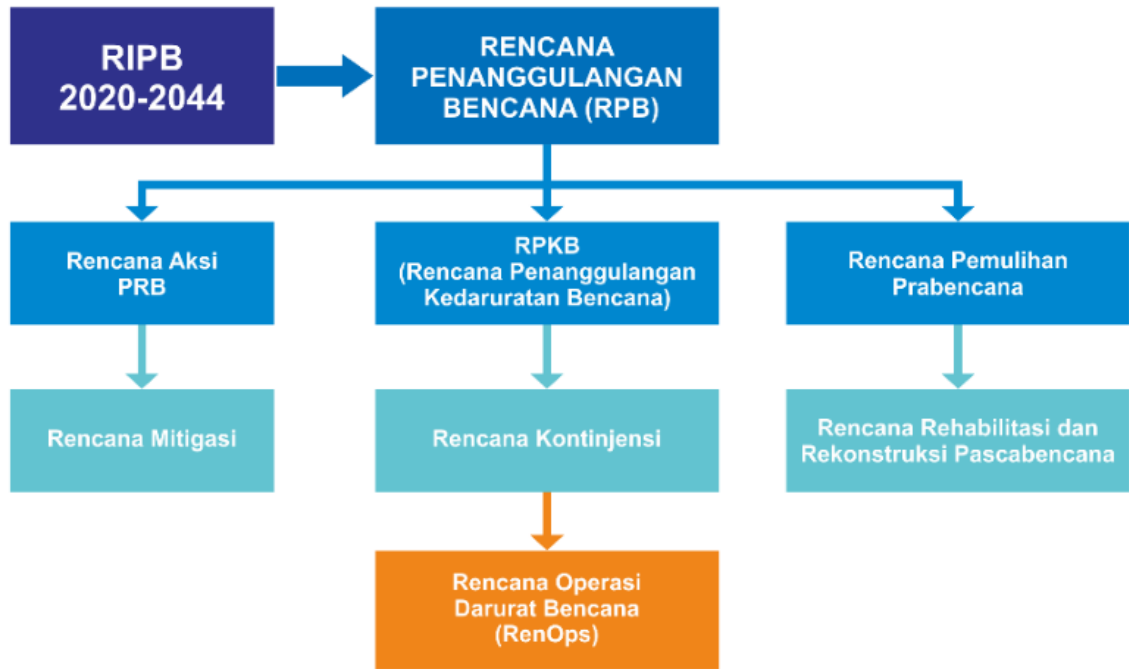 RIPB
2020-2044
RENCANA
PENANGGULANGAN
BENCANA (RPB)
Rencana Aksi
PRB
RPKB
(Rencana Penanggulangan
Kedaruratan Bencana)
Rencana Pemulihan
Prabencana
Rencana Mitigasi
Rencana Kontinjensi
Rencana Rehabilitasi dan
Rekonstruksi Pascabencana
Rencana Operasi
Darurat Bencana
(RenOps)